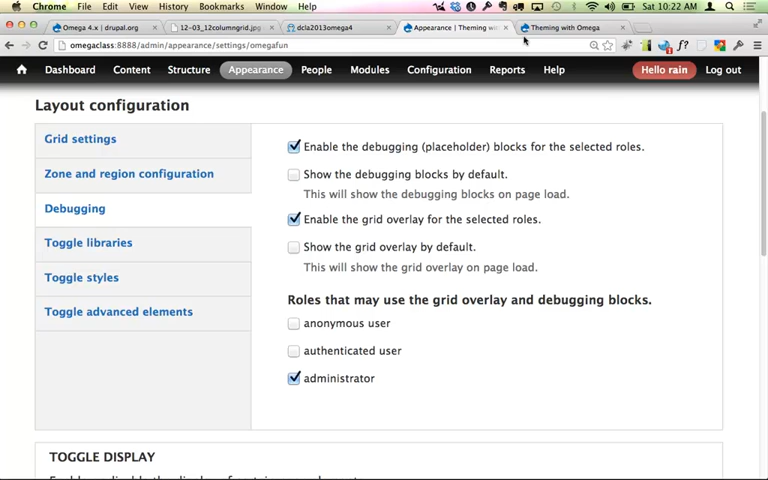 Chrome File Edit View History Bookmarks Window Help Sat 10:22 AM
Omega 4.x | drupal.org 12-03_12columngrid.jpg dcla2013omega4 Appearance | Theming wi Theming with Omega
omegaclass:8888/admin/appearance/settings/omegafun
Dashboard Content Structure Appearance People Modules Configuration Reports Help Hello rain Log out
Layout configuration
Grid settings
Zone and region configuration
Debugging
Toggle libraries
Toggle styles
Toggle advanced elements
Enable the debugging (placeholder) blocks for the selected roles.
Show the debugging blocks by default.
This will show the debugging blocks on page load.
Enable the grid overlay for the selected roles.
Show the grid overlay by default.
This will show the grid overlay on page load.
Roles that may use the grid overlay and debugging blocks.
anonymous user
authenticated user
administrator
TOGGLE DISPLAY